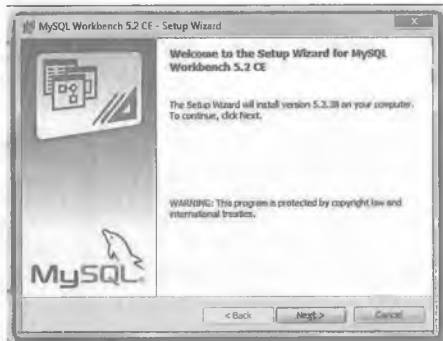 MySQL Workbench 5.2 CE - Setup Wizard
X
Welcome to the Setup Wizard for MySQL
Workbench 5.2 CE
The Setup Wizard will install version 5.2.38 on your computer.
To continue, click Next.
WARNING: This program is protected by copyright law and
international treaties.
MySQL
< Back
Next >
Cancel